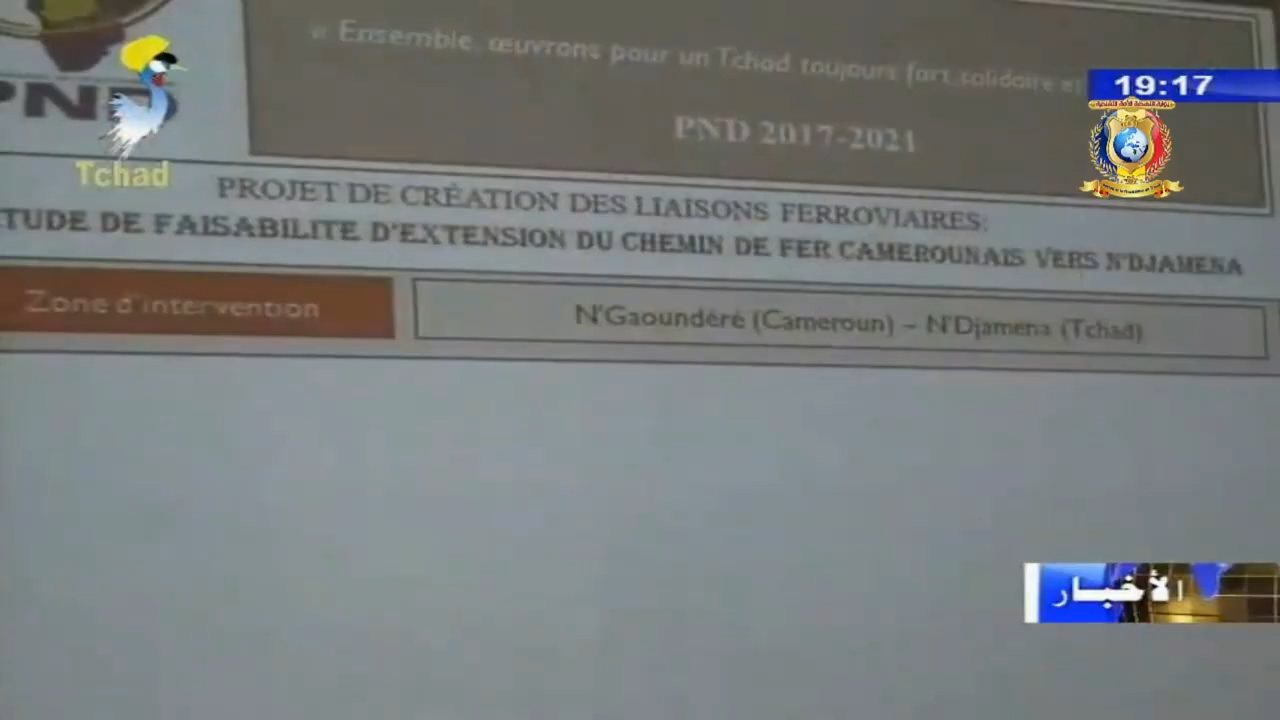 « Ensemble, œuvrons pour un Tchad toujours fort, solidaire et
19:17
PND
PND 2017-2021
Tchad
PROJET DE CRÉATION DES LIAISONS FERROVIAIRES:
TUDE DE FAISABILITE D'EXTENSION DU CHEMIN DE FER CAMEROUNAIS VERS N'DJAMENA
Zone d'intervention
N'Gaoundéré (Cameroun) – N'Djamena (Tchad)
الأخبار